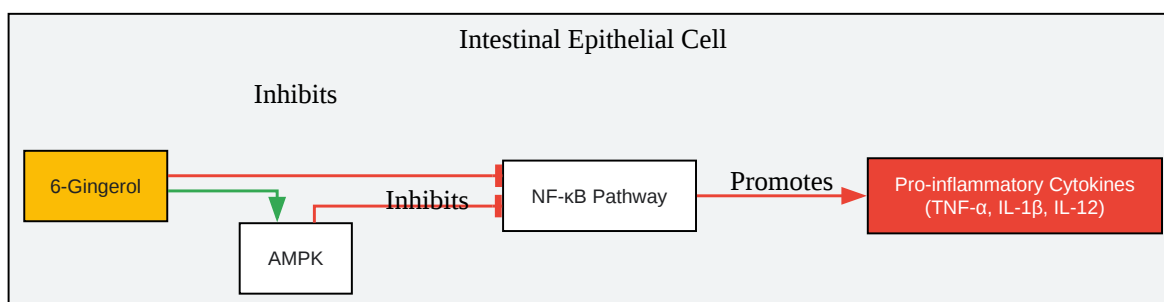 Intestinal Epithelial Cell
Inhibits
6-Gingerol
Inhibits
NF-κB Pathway
Promotes
Pro-inflammatory Cytokines
(TNF-α, IL-1β, IL-12)
AMPK